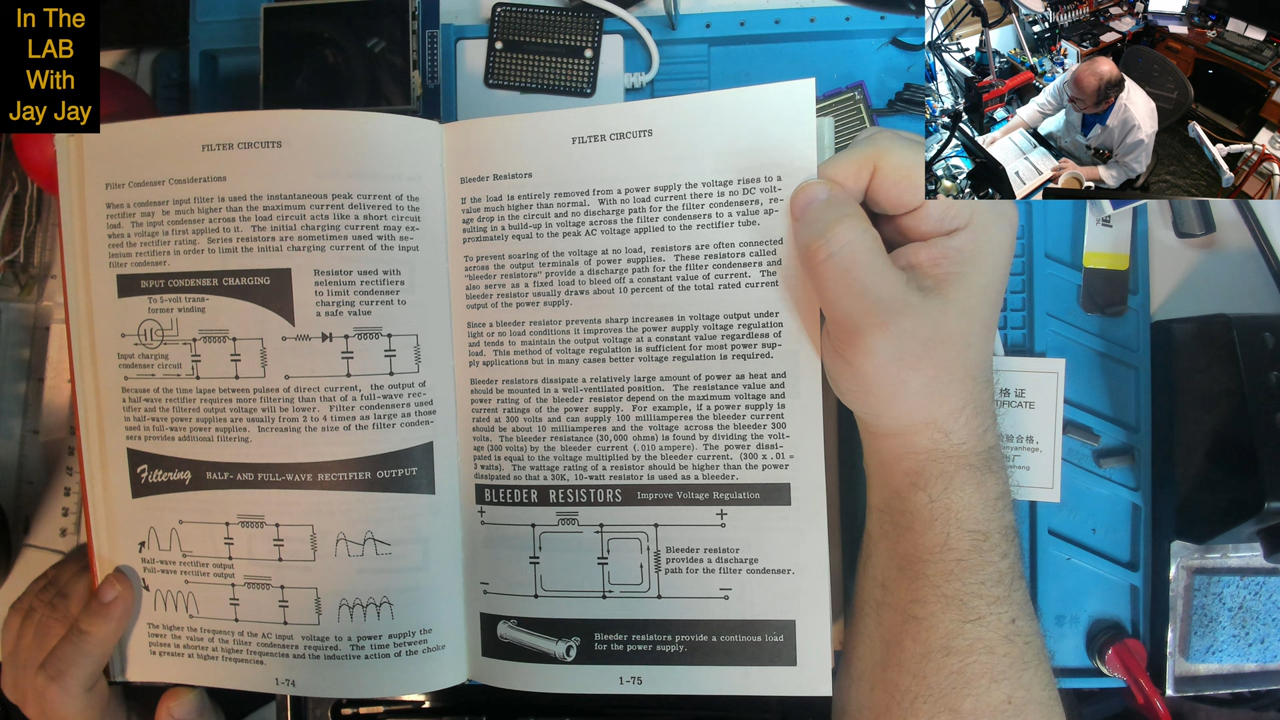 In The
LAB
With
Jay Jay
FILTER CIRCUITS
Filter Condenser Considerations
When a condenser input filter is used the instantaneous peak current of the
rectifier may be much higher than the maximum current delivered to the
load. The input condenser across the load circuit acts like a short circuit
when a voltage is first applied to it. The initial charging current may ex-
ceed the rectifier rating. Series resistors are sometimes used with se-
lenium rectifiers in order to limit the initial charging current of the input
filter condenser.
INPUT CONDENSER CHARGING
Resistor used with
selenium rectifiers
to limit condenser
charging current to
a safe value
To 5-volt trans-
former winding
Input charging
condenser circuit
Because of the time lapse between pulses of direct current, the output of
a half-wave rectifier requires more filtering than that of a full-wave rec-
tifier and the filtered output voltage will be lower. Filter condensers used
in half-wave power supplies are usually from 2 to 4 times as large as those
used in full-wave power supplies. Increasing the size of the filter conden-
sers provides additional filtering.
Filtering HALF- AND FULL-WAVE RECTIFIER OUTPUT
Half-wave rectifier output
Full-wave rectifier output
The higher the frequency of the AC input voltage to a power supply the
lower the value of the filter condensers required. The time between
pulses is shorter at higher frequencies and the inductive action of the choke
is greater at higher frequencies.
1-74
FILTER CIRCUITS
Bleeder Resistors
If the load is entirely removed from a power supply the voltage rises to a
value much higher than normal. With no load current there is no DC volt-
age drop in the circuit and no discharge path for the filter condensers, re-
sulting in a build-up in voltage across the filter condensers to a value ap-
proximately equal to the peak AC voltage applied to the rectifier tube.
To prevent soaring of the voltage at no load, resistors are often connected
across the output terminals of power supplies. These resistors called
"bleeder resistors" provide a discharge path for the filter condensers and
also serve as a fixed load to bleed off a constant value of current. The
bleeder resistor usually draws about 10 percent of the total rated current
output of the power supply.
Since a bleeder resistor prevents sharp increases in voltage output under
light or no load conditions it improves the power supply voltage regulation
and tends to maintain the output voltage at a constant value regardless of
load. This method of voltage regulation is sufficient for most power sup-
ply applications but in many cases better voltage regulation is required.
Bleeder resistors dissipate a relatively large amount of power as heat and
should be mounted in a well-ventilated position. The resistance value and
power rating of the bleeder resistor depend on the maximum voltage and
current ratings of the power supply. For example, if a power supply is
rated at 300 volts and can supply 100 milliamperes the bleeder current
should be about 10 milliamperes and the voltage across the bleeder 300
volts. The bleeder resistance (30,000 ohms) is found by dividing the volt-
age (300 volts) by the bleeder current (.010 ampere). The power dissi-
pated is equal to the voltage multiplied by the bleeder current. (300 x .01 =
3 watts). The wattage rating of a resistor should be higher than the power
dissipated so that a 30K, 10-watt resistor is used as a bleeder.
BLEEDER RESISTORS Improve Voltage Regulation
+ +
Bleeder resistor
provides a discharge
path for the filter condenser.
− −
Bleeder resistors provide a continous load
for the power supply.
1-75
格 证
TIFICATE
检验合格,